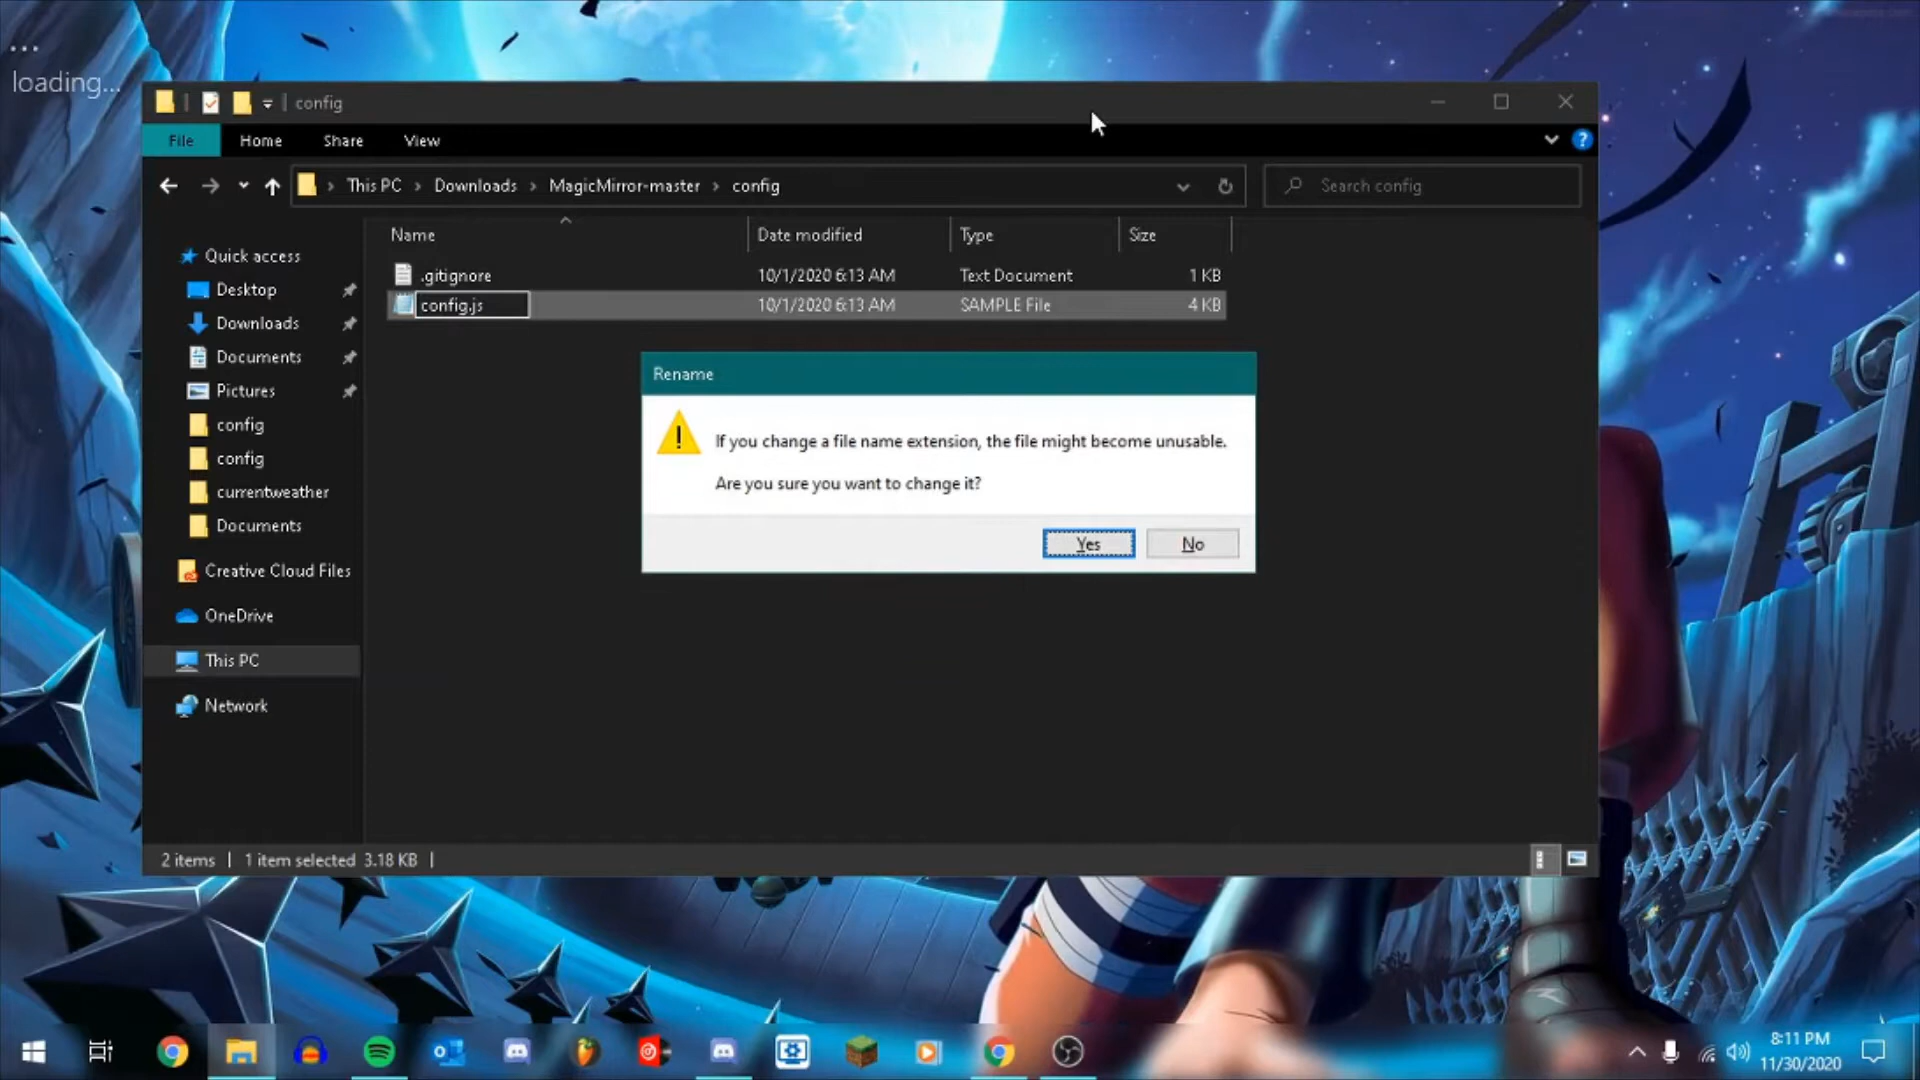 ...
loading...
config
File Home Share View
This PC Downloads MagicMirror-master config
Search config
Name Date modified Type Size
.gitignore 10/1/2020 6:13 AM Text Document 1 KB
config.js 10/1/2020 6:13 AM SAMPLE File 4 KB
Quick access
Desktop
Downloads
Documents
Pictures
config
config
currentweather
Documents
Creative Cloud Files
OneDrive
This PC
Network
Rename
If you change a file name extension, the file might become unusable.
Are you sure you want to change it?
Yes No
2 items 1 item selected 3.18 KB
8:11 PM
11/30/2020